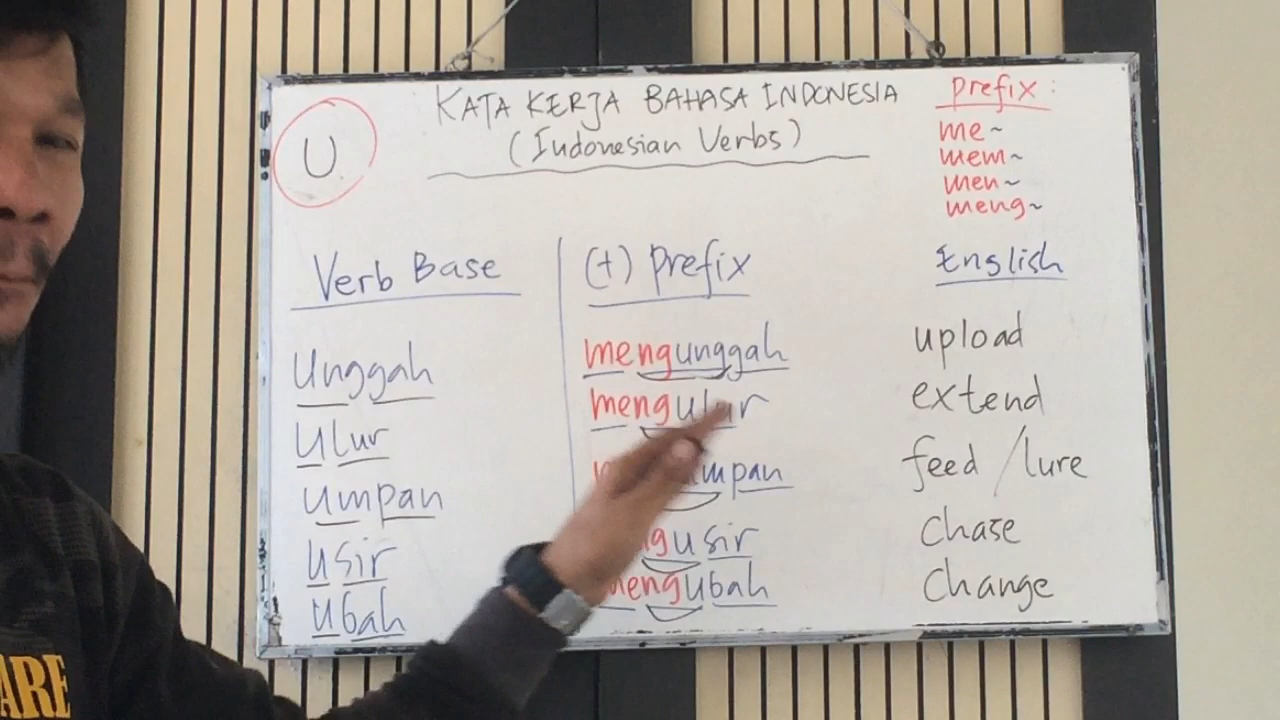 U.
KATA KERJA BAHASA INDONESIA
(Indonesian Verbs)
Prefix :
me~
mem~
men~
meng~
Verb Base
(+) Prefix
English
Unggah mengunggah upload
Ulur mengulur extend
Umpan feed / lure
Usir chase
Ubah mengubah Change
ARE